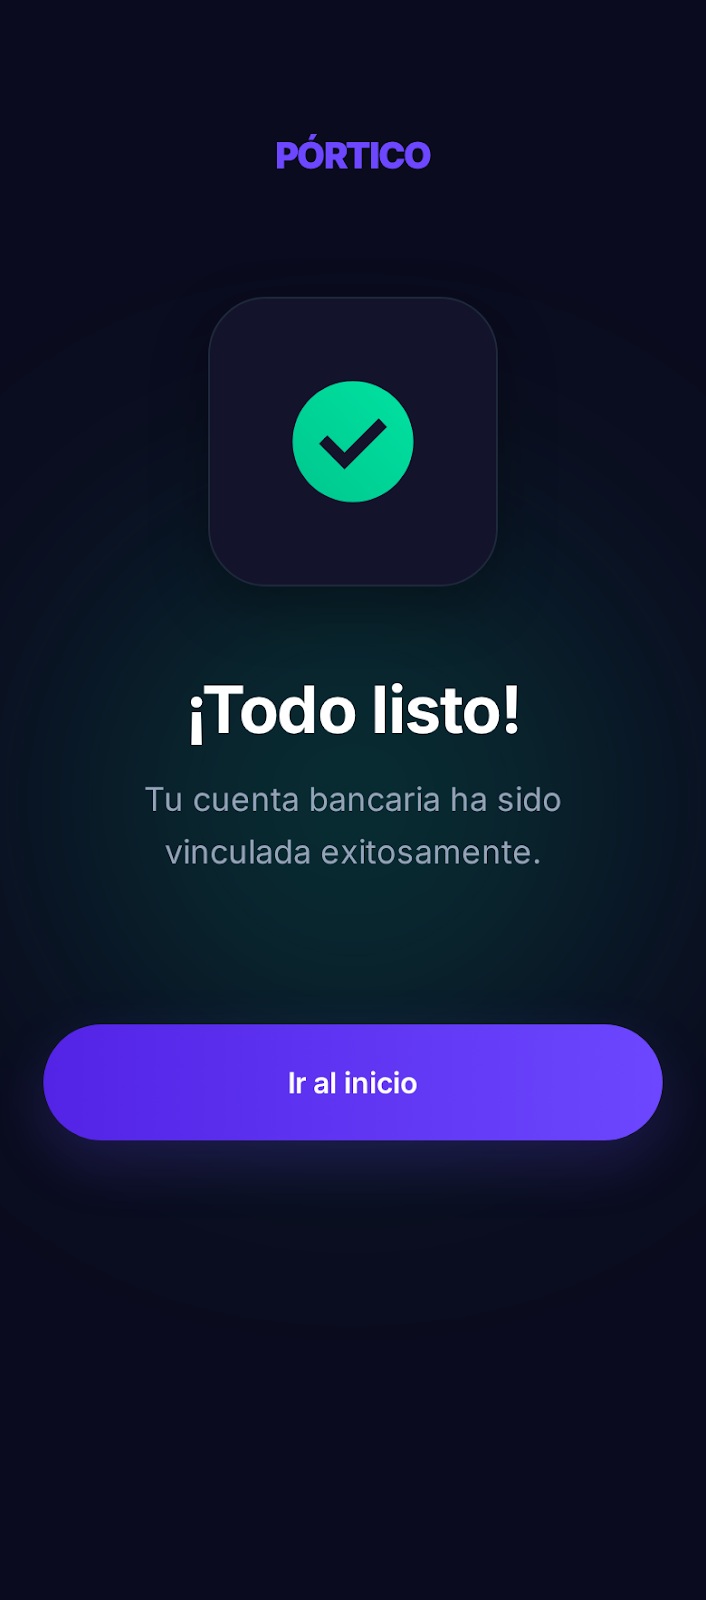 PÓRTICO
¡Todo listo!
Tu cuenta bancaria ha sido
vinculada exitosamente.
Ir al inicio